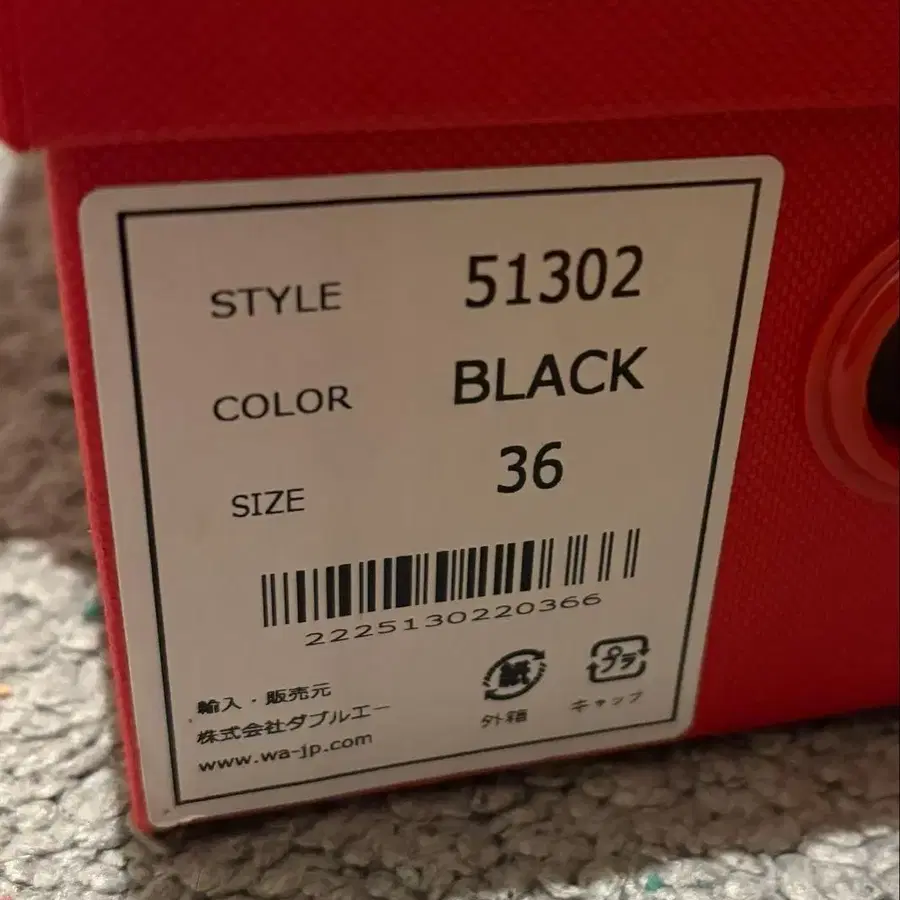 STYLE 51302
COLOR BLACK
SIZE 36
2225130220366
輸入・販売元
株式会社ダブルエー
www.wa-jp.com
紙
外箱
プラ
キャップ